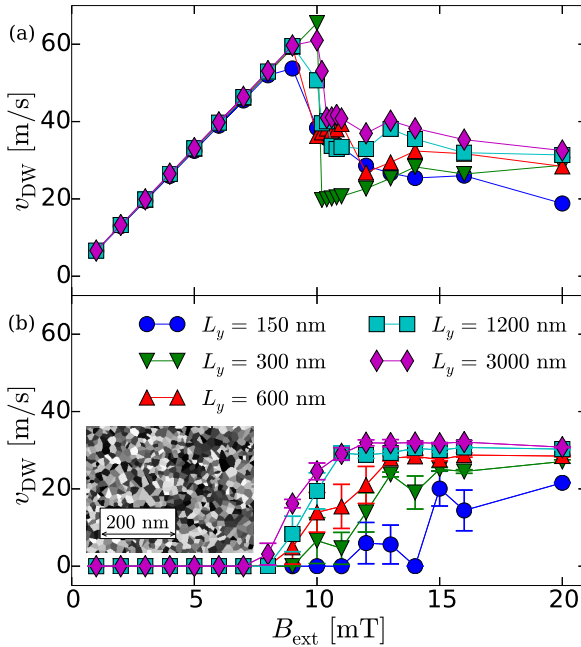 (a)
60
40
20
0
v_DW [m/s]
(b)
L_y = 150 nm
L_y = 1200 nm
L_y = 300 nm
L_y = 3000 nm
L_y = 600 nm
60
40
20
0
v_DW [m/s]
200 nm
0 5 10 15 20
B_ext [mT]